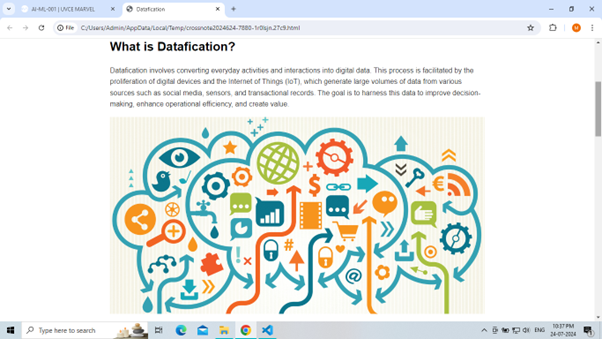 AI-ML-001 | UVCE MARVEL
Datafication
File
C:/Users/Admin/AppData/Local/Temp/crossnote2024624-7880-1r0tsjn.27c9.html
What is Datafication?
Datafication involves converting everyday activities and interactions into digital data. This process is facilitated by the
proliferation of digital devices and the Internet of Things (IoT), which generate large volumes of data from various
sources such as social media, sensors, and transactional records. The goal is to harness this data to improve decision-
making, enhance operational efficiency, and create value.
$
€
#
@
Type here to search
ENG
10:37 PM
24-07-2024